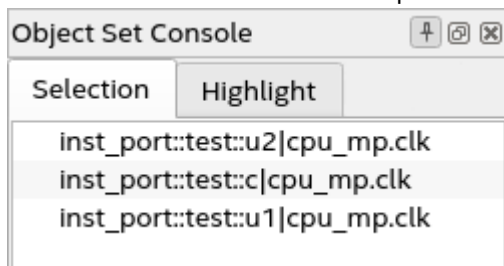 Object Set Console
Selection Highlight
inst_port::test::u2|cpu_mp.clk
inst_port::test::c|cpu_mp.clk
inst_port::test::u1|cpu_mp.clk